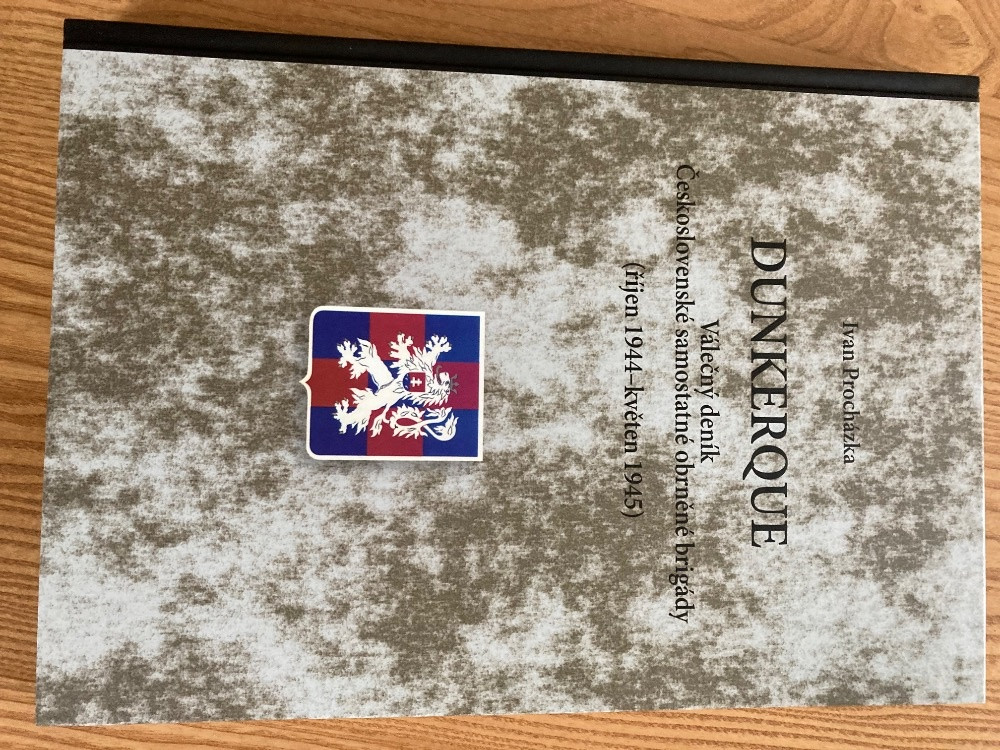 Ivan Procházka
DUNKERQUE
Válečný deník
Československé samostatné obrněné brigády
(říjen 1944–květen 1945)